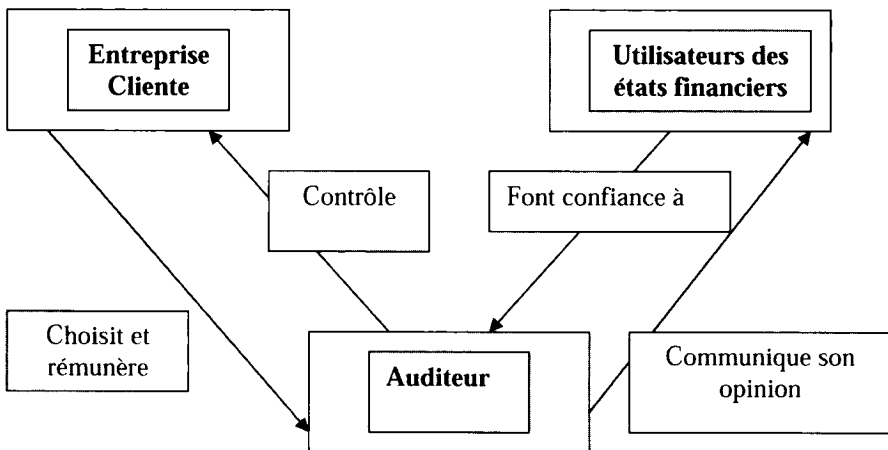 Entreprise
Cliente
Utilisateurs des
états financiers
Contrôle
Font confiance à
Choisit et
rémunère
Auditeur
Communique son
opinion